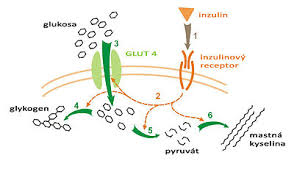 glukosa
inzulin
3
1
GLUT 4
inzulinový
receptor
glykogen
4
2
5
6
pyruvát
mastná
kyselina